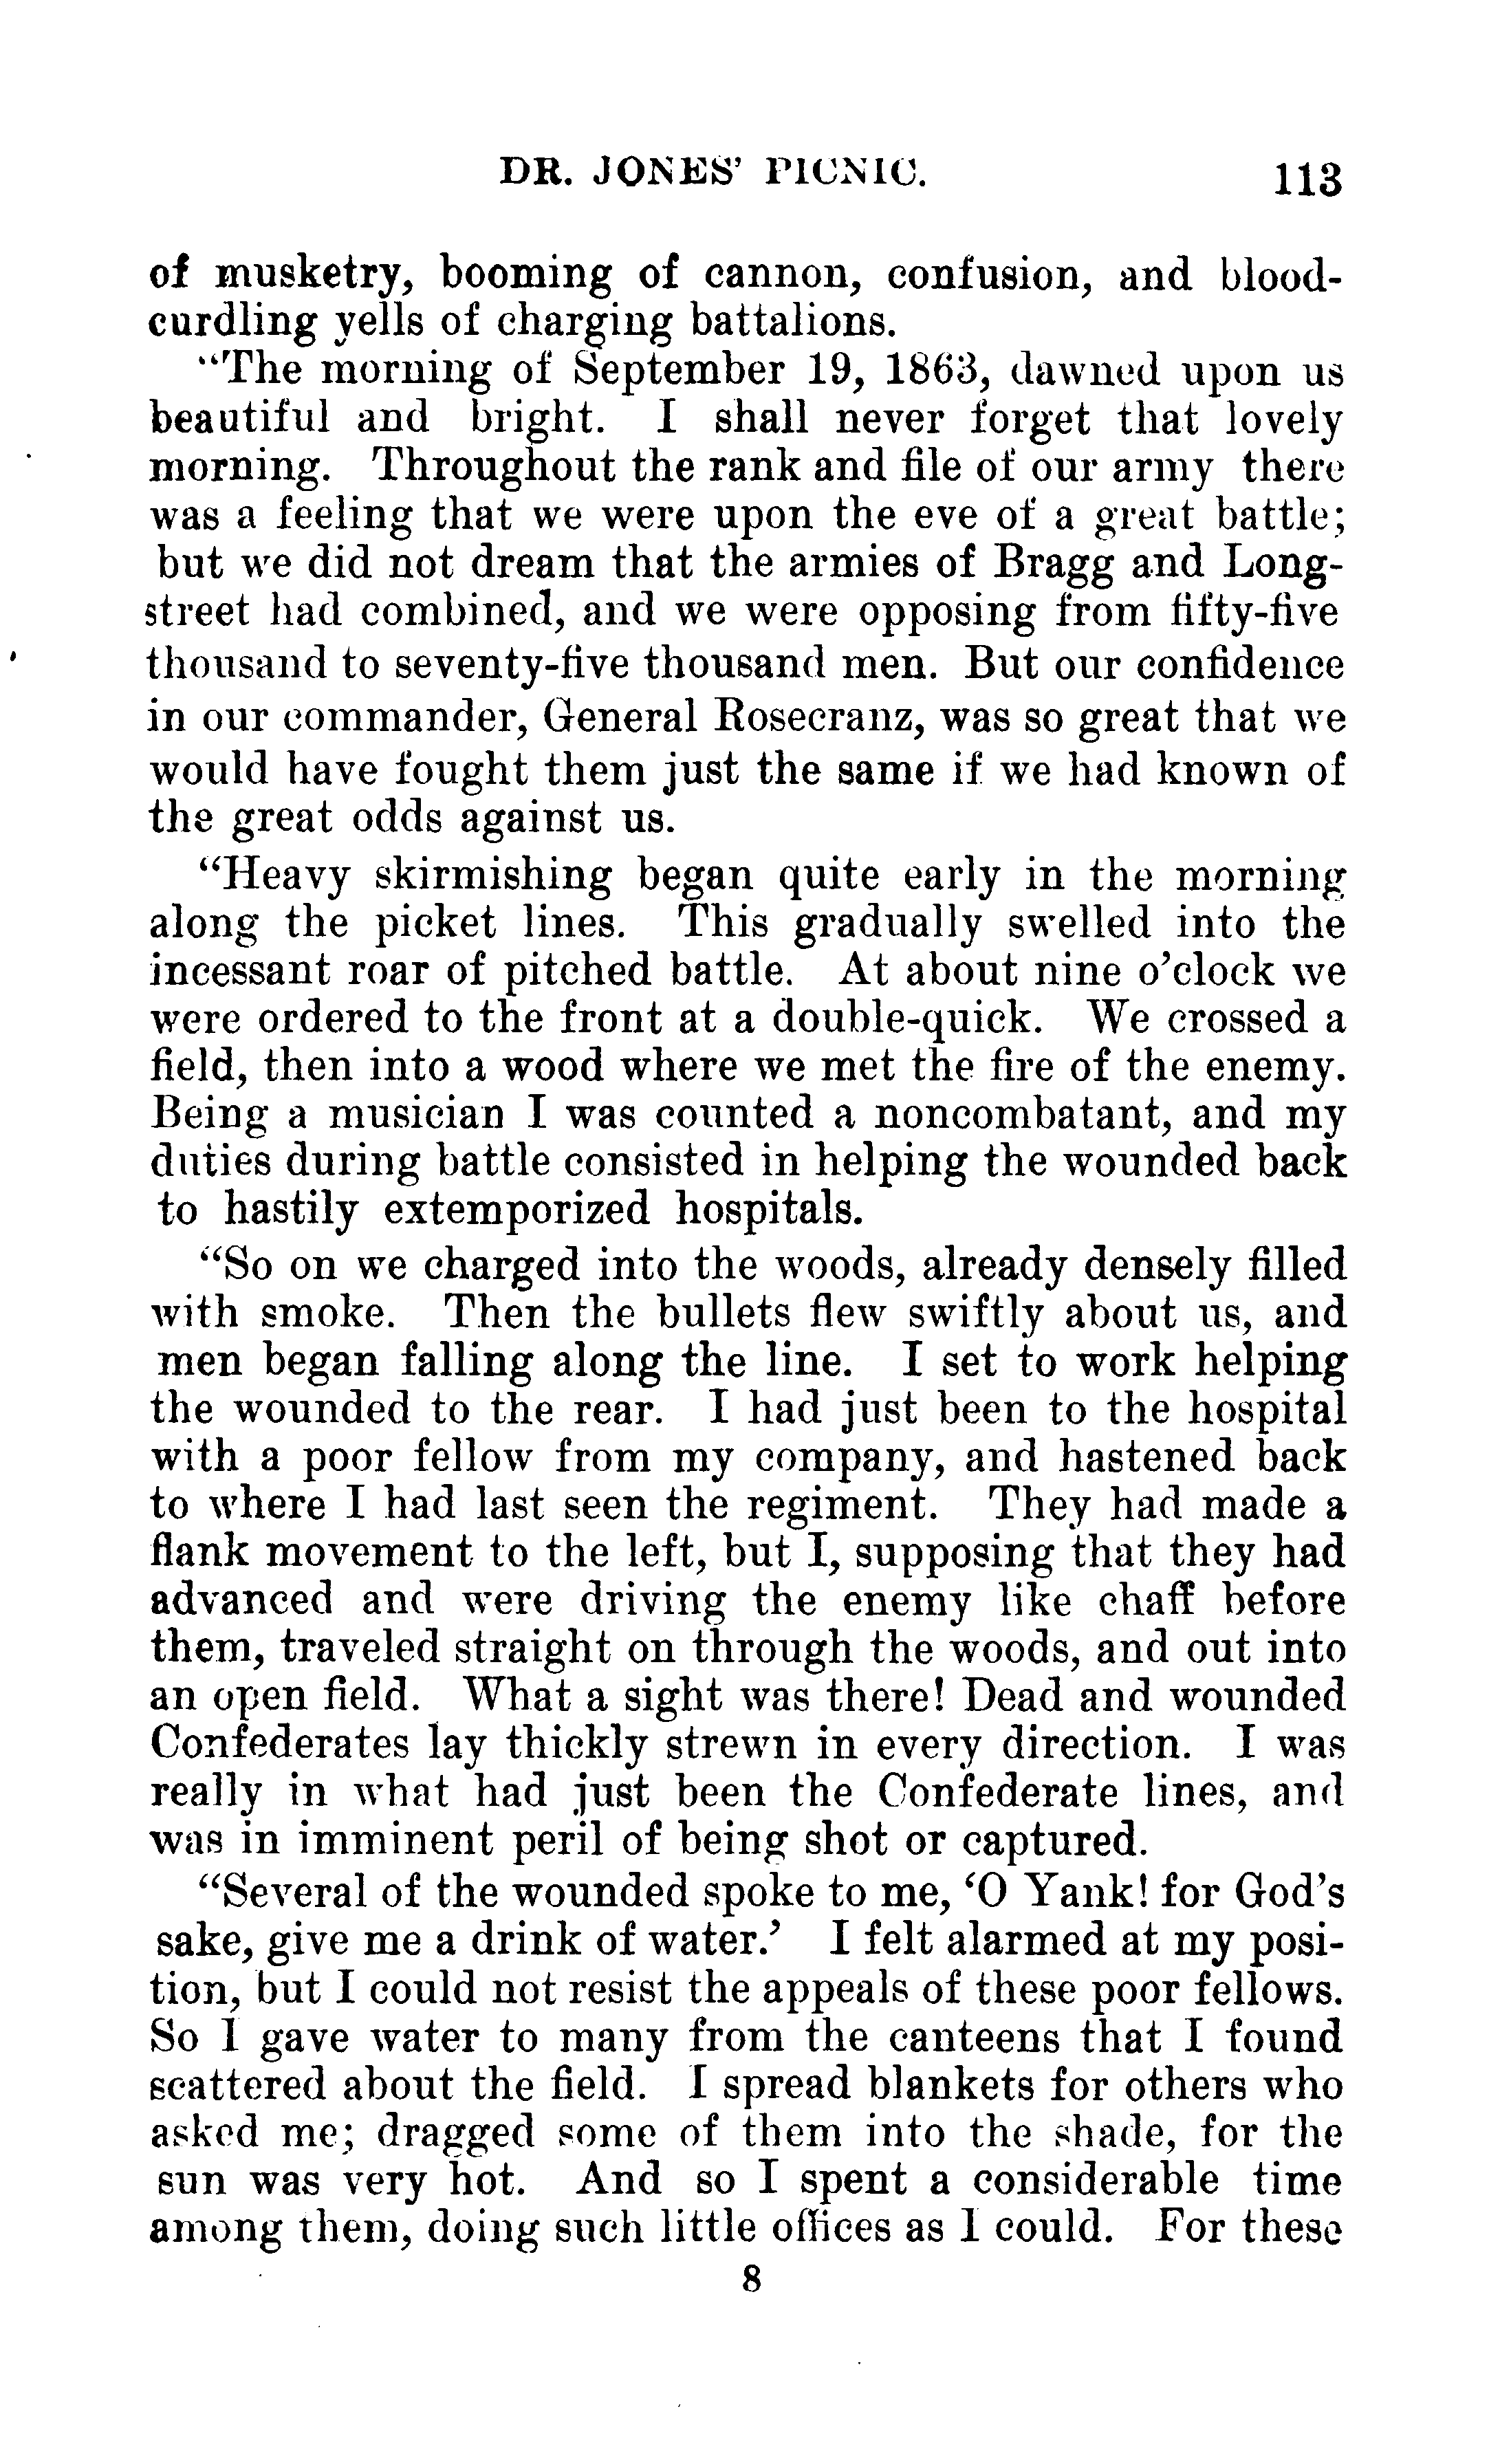 DR. JONES' PICNIC. 113
of musketry, booming of cannon, confusion, and blood-
curdling yells of charging battalions.
"The morning of September 19, 1863, dawned upon us
beautiful and bright. I shall never forget that lovely
morning. Throughout the rank and file of our army there
was a feeling that we were upon the eve of a great battle;
but we did not dream that the armies of Bragg and Long-
street had combined, and we were opposing from fifty-five
thousand to seventy-five thousand men. But our confidence
in our commander, General Rosecranz, was so great that we
would have fought them just the same if we had known of
the great odds against us.
"Heavy skirmishing began quite early in the morning
along the picket lines. This gradually swelled into the
incessant roar of pitched battle. At about nine o'clock we
were ordered to the front at a double-quick. We crossed a
field, then into a wood where we met the fire of the enemy.
Being a musician I was counted a noncombatant, and my
duties during battle consisted in helping the wounded back
to hastily extemporized hospitals.
"So on we charged into the woods, already densely filled
with smoke. Then the bullets flew swiftly about us, and
men began falling along the line. I set to work helping
the wounded to the rear. I had just been to the hospital
with a poor fellow from my company, and hastened back
to where I had last seen the regiment. They had made a
flank movement to the left, but I, supposing that they had
advanced and were driving the enemy like chaff before
them, traveled straight on through the woods, and out into
an open field. What a sight was there! Dead and wounded
Confederates lay thickly strewn in every direction. I was
really in what had just been the Confederate lines, and
was in imminent peril of being shot or captured.
"Several of the wounded spoke to me, 'O Yank! for God's
sake, give me a drink of water.' I felt alarmed at my posi-
tion, but I could not resist the appeals of these poor fellows.
So I gave water to many from the canteens that I found
scattered about the field. I spread blankets for others who
asked me; dragged some of them into the shade, for the
sun was very hot. And so I spent a considerable time
among them, doing such little offices as I could. For these
8